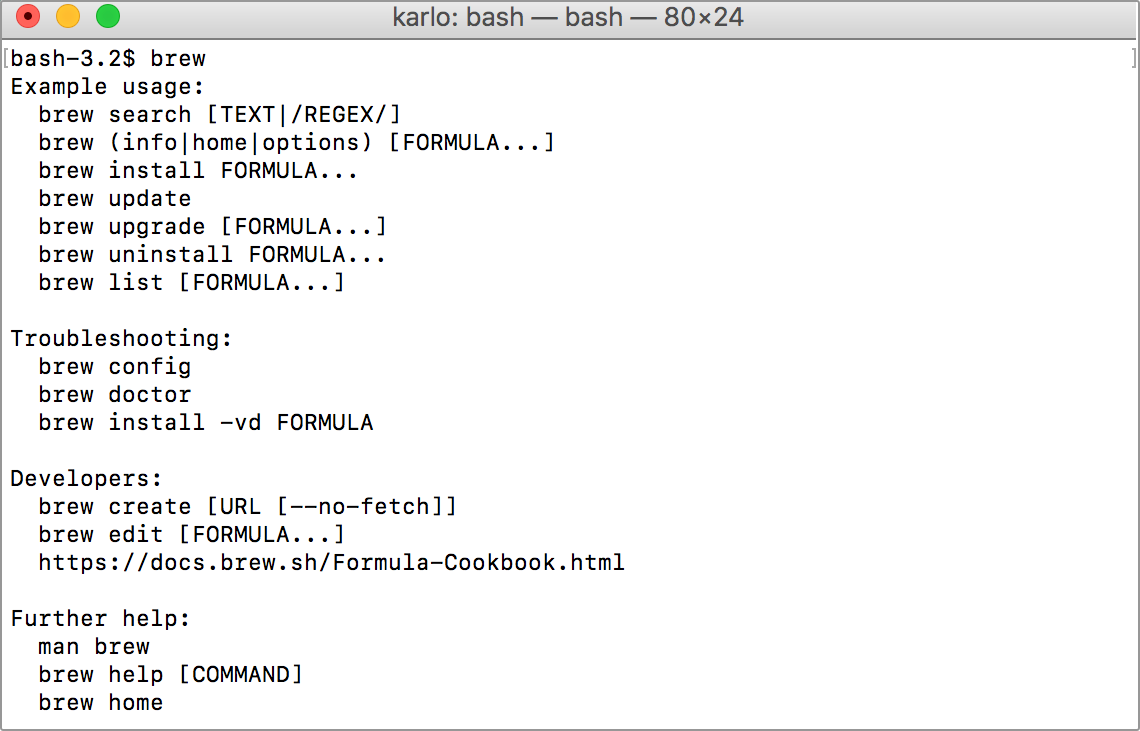 karlo: bash — bash — 80×24
bash-3.2$ brew
Example usage:
  brew search [TEXT|/REGEX/]
  brew (info|home|options) [FORMULA...]
  brew install FORMULA...
  brew update
  brew upgrade [FORMULA...]
  brew uninstall FORMULA...
  brew list [FORMULA...]

Troubleshooting:
  brew config
  brew doctor
  brew install -vd FORMULA

Developers:
  brew create [URL [--no-fetch]]
  brew edit [FORMULA...]
  https://docs.brew.sh/Formula-Cookbook.html

Further help:
  man brew
  brew help [COMMAND]
  brew home